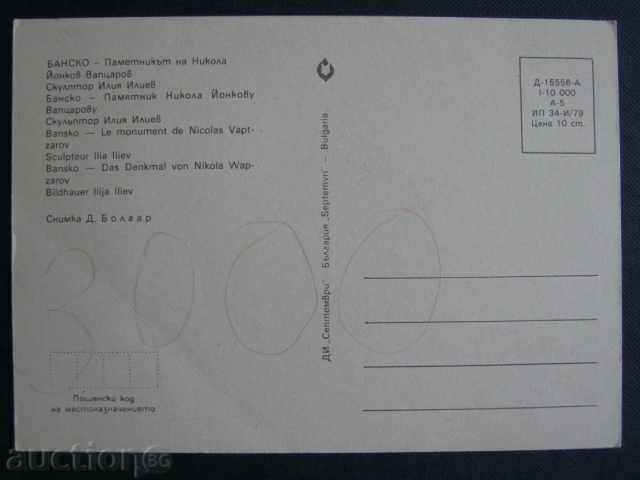 БАНСКО – Паметникът на Никола
Йонков Вапцаров
Скулптор Илия Илиев
Банско – Памятник Никола Йонкову
Вапцарову
Скульптор Илия Илиев
Bansko — Le monument de Nicolas Vapt-
zarov
Sculpteur Ilia Iliev
Bansko — Das Denkmal von Nikola Wap-
zarov
Bildhauer Ilija Iliev
Снимка Д. Болгар
3000
Пощенски код
на местоназначението
ДИ „Септември" България „Septemvri" — Bulgaria
Д-15556-А
I-10 000
А-5
ИП 34-И/79
Цена 10 ст.
auction.BG